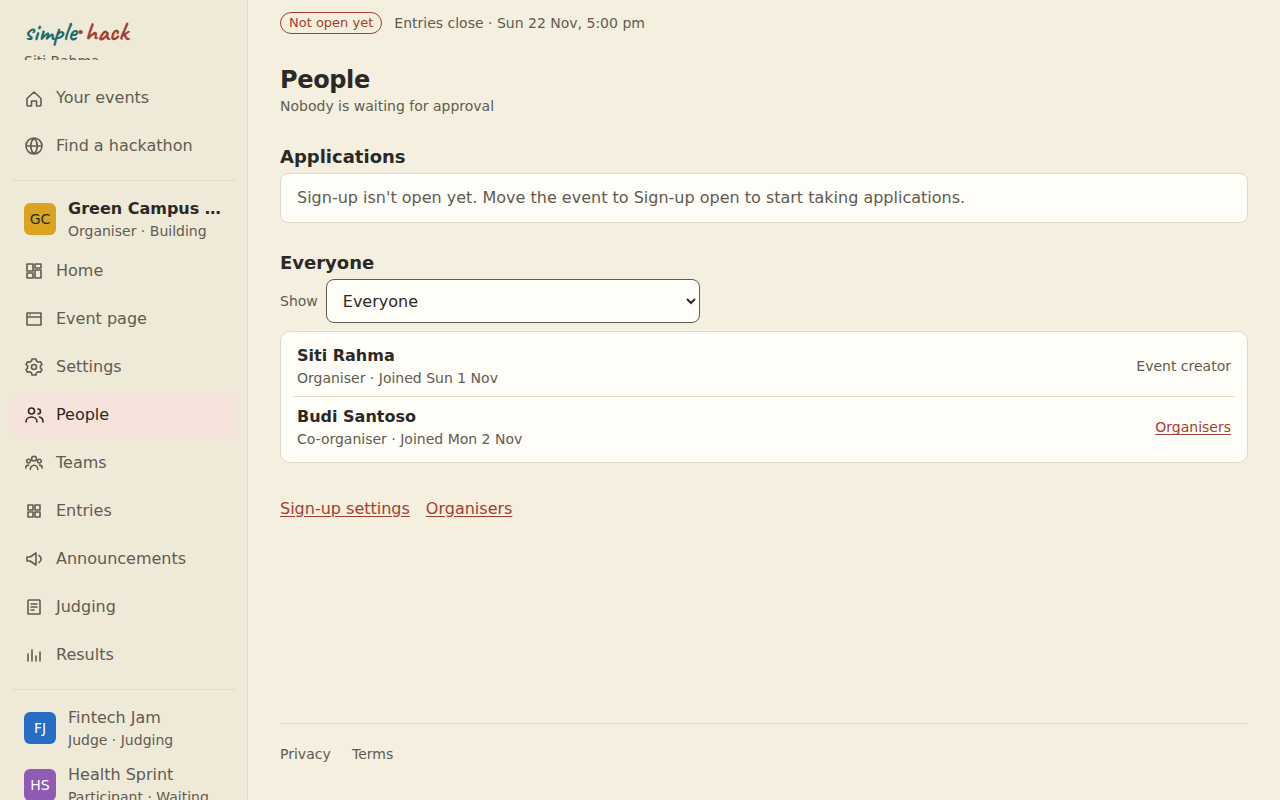 simple·hack
Siti Rahma
Your events
Find a hackathon
GC
Green Campus ...
Organiser · Building
Home
Event page
Settings
People
Teams
Entries
Announcements
Judging
Results
FJ
Fintech Jam
Judge · Judging
HS
Health Sprint
Participant · Waiting
Not open yet
Entries close · Sun 22 Nov, 5:00 pm
People
Nobody is waiting for approval
Applications
Sign-up isn't open yet. Move the event to Sign-up open to start taking applications.
Everyone
Show
Everyone
Siti Rahma
Organiser · Joined Sun 1 Nov
Event creator
Budi Santoso
Co-organiser · Joined Mon 2 Nov
Organisers
Sign-up settings Organisers
Privacy Terms